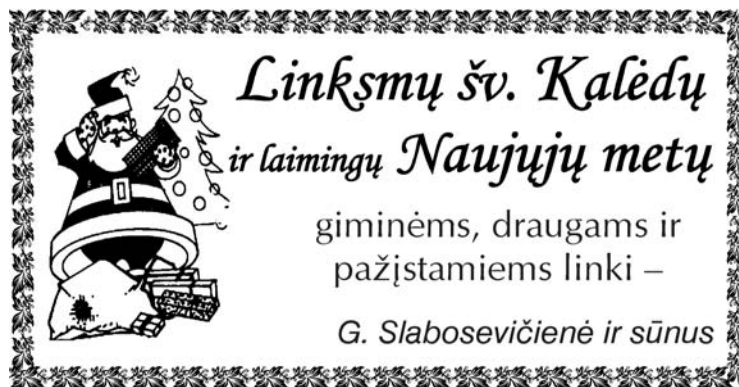 Linksmų šv. Kalėdų
ir laimingų Naujųjų metų
giminėms, draugams ir
pažįstamiems linki –
G. Slabosevičienė ir sūnus